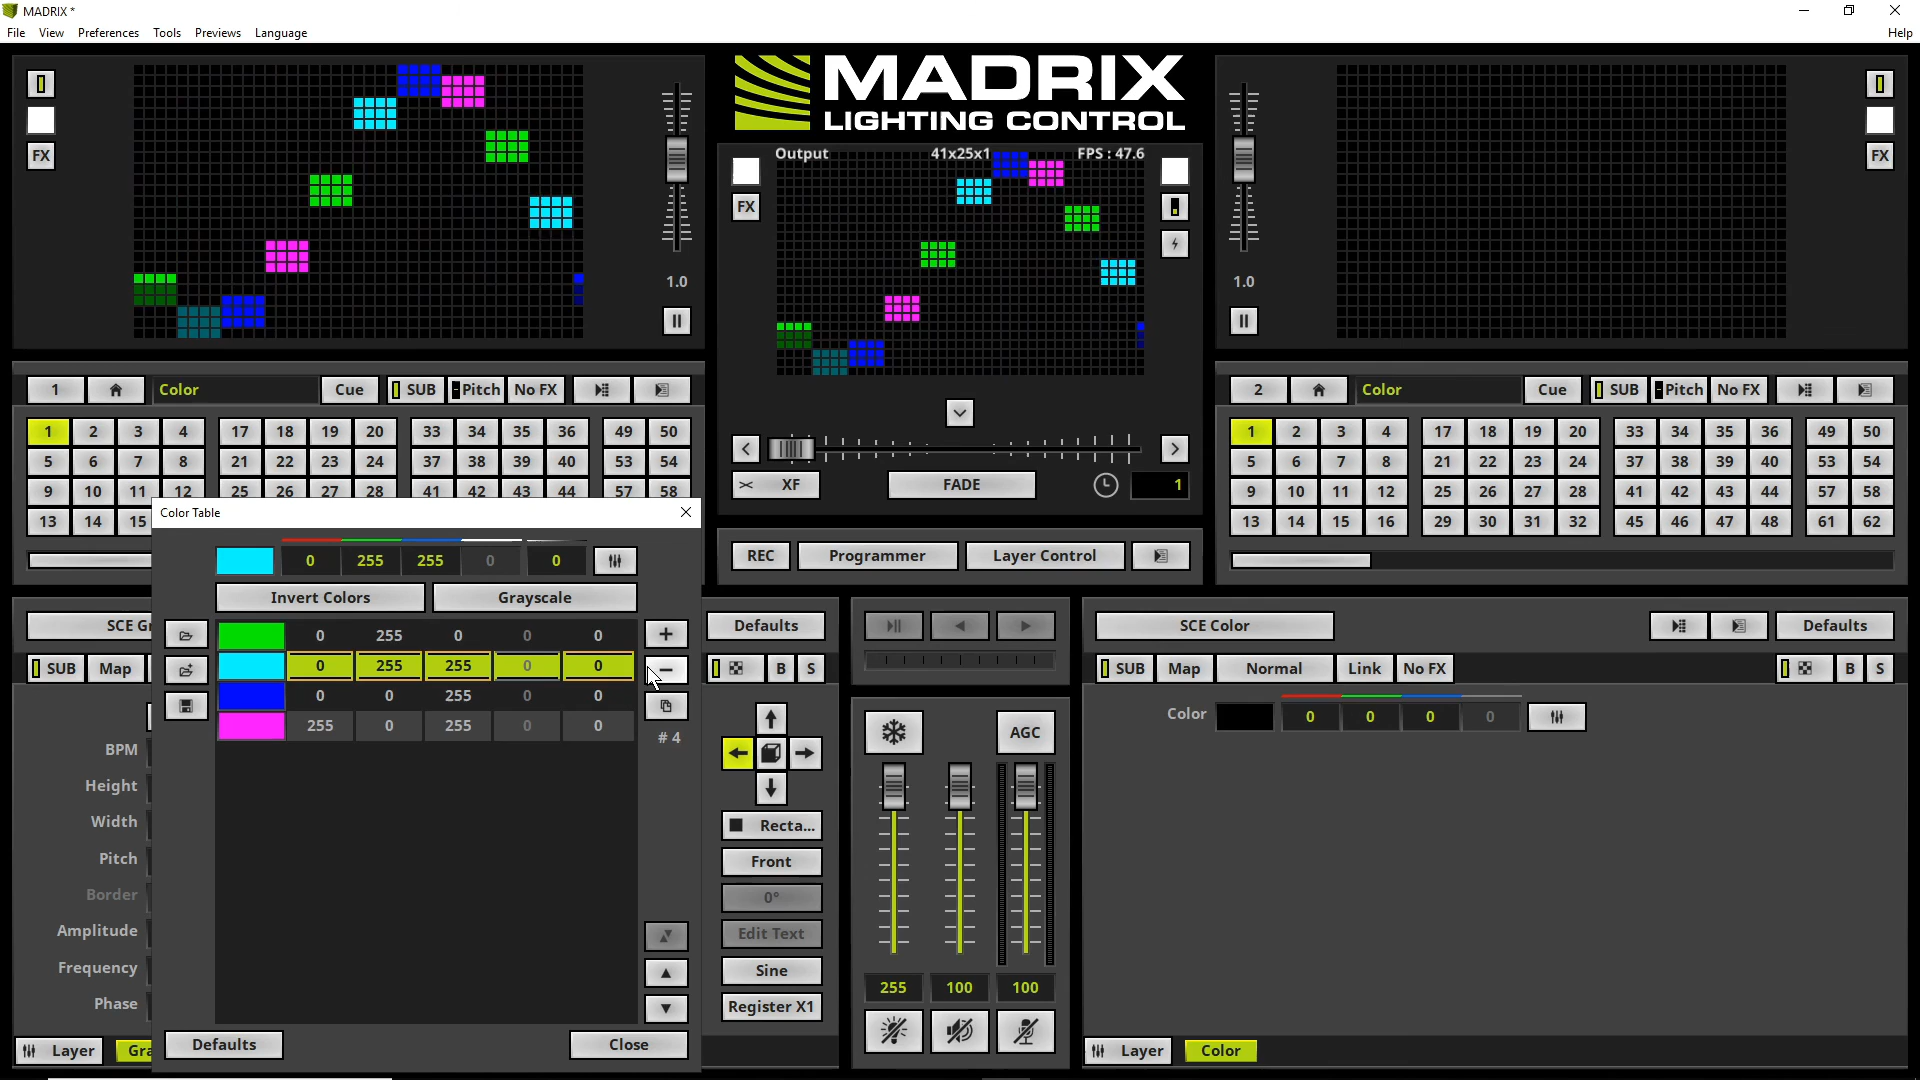 MADRIX *
File View Preferences Tools Previews Language Help
MADRIX
LIGHTING CONTROL
Output 41x25x1 FPS : 47.6
FX
FX
FX
1.0
1.0
1 Color Cue SUB Pitch No FX
1 2 3 4 17 18 19 20 33 34 35 36 49 50
5 6 7 8 21 22 23 24 37 38 39 40 53 54
9 10 11 12 25 26 27 28 41 42 43 44 57 58
13 14 15
XF FADE 1
2 Color Cue SUB Pitch No FX
1 2 3 4 17 18 19 20 33 34 35 36 49 50
5 6 7 8 21 22 23 24 37 38 39 40 53 54
9 10 11 12 25 26 27 28 41 42 43 44 57 58
13 14 15 16 29 30 31 32 45 46 47 48 61 62
REC Programmer Layer Control
Color Table
0 255 255 0 0
Invert Colors Grayscale
0 255 0 0 0
0 255 255 0 0
0 0 255 0 0
255 0 255 0 0
# 4
Defaults Close
SCE Gr
SUB Map
BPM
Height
Width
Pitch
Border
Amplitude
Frequency
Phase
Layer Gra
Defaults
B S
Recta...
Front
0°
Edit Text
Sine
Register X1
AGC
255 100 100
SCE Color Defaults
SUB Map Normal Link No FX B S
Color 0 0 0 0
Layer Color